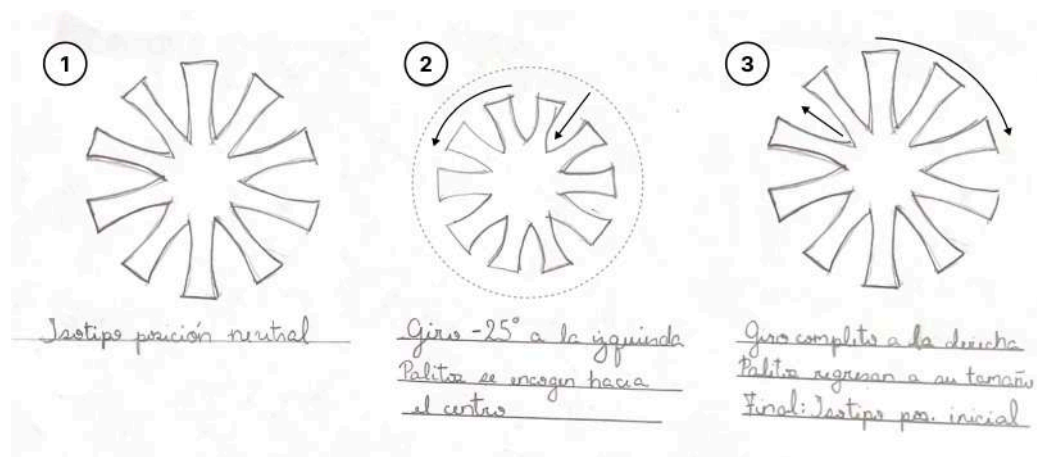 1
Isotipo posición neutral
2
Giro -25° a la izquierda
Palitos se encogen hacia
el centro
3
Giro completo a la derecha
Palitos regresan a su tamaño
Final: Isotipo pos. inicial